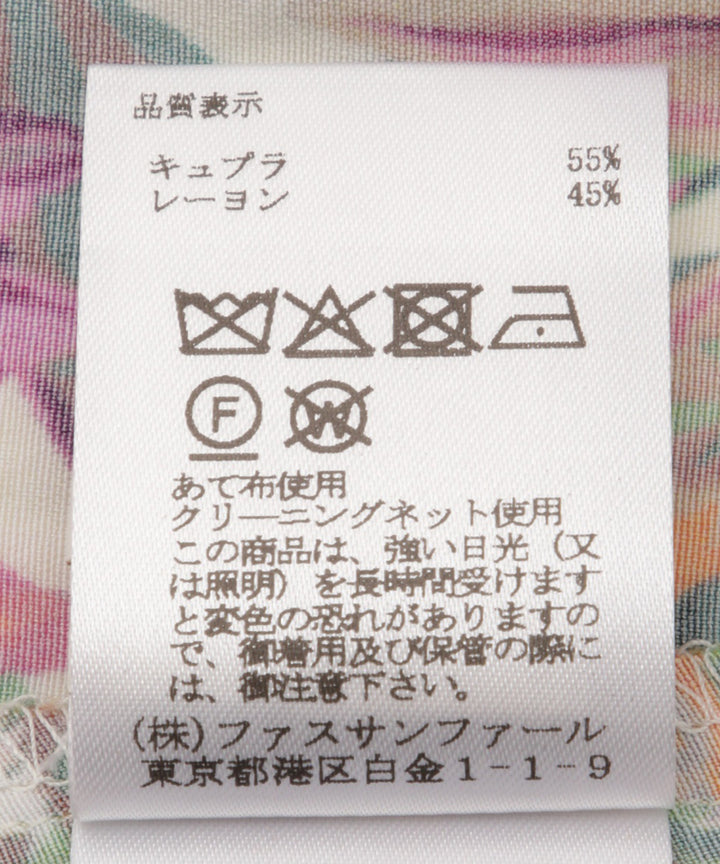 品質表示
キュプラ 55%
レーヨン 45%
F
W
あて布使用
クリーニングネット使用
この商品は、強い日光（又
は照明）を長時間受けます
と変色の恐れがありますの
で、御着用及び保管の際に
は、御注意下さい。
(株)ファスサンファール
東京都港区白金1-1-9